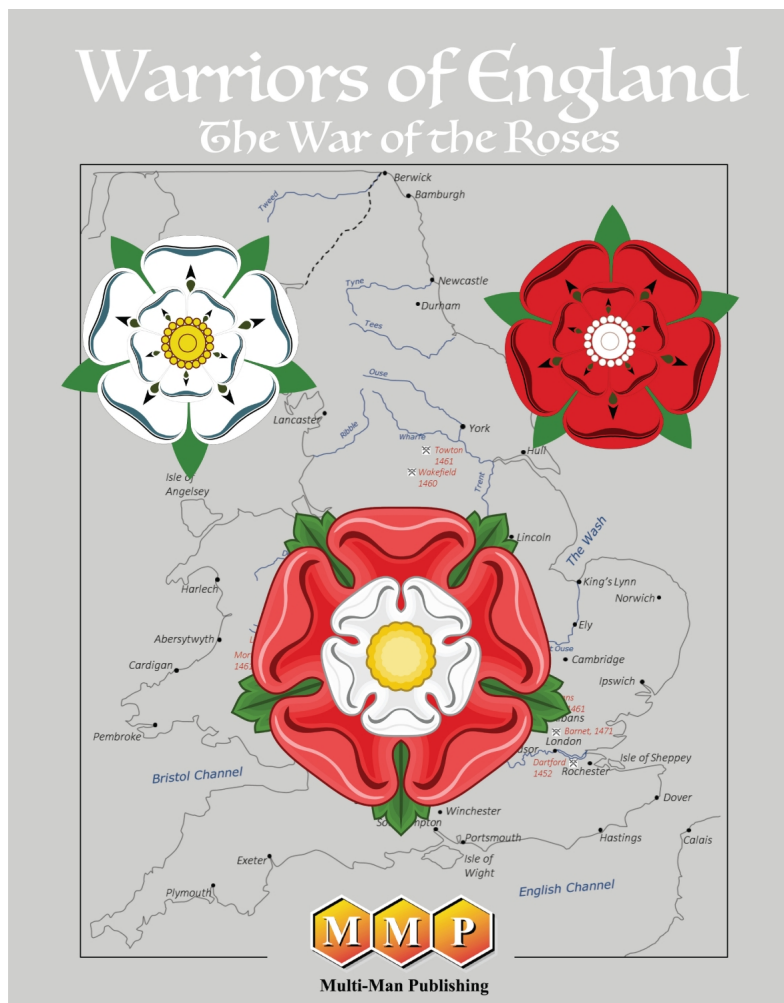 Warriors of England
The War of the Roses
Berwick
Bamburgh
Tweed
Newcastle
Tyne
Durham
Tees
Ouse
Lancaster
Ribble
Wharfe
York
Towton
1461
Hull
Wakefield
1460
Trent
Isle of
Angelsey
Lincoln
The Wash
Harlech
King's Lynn
Norwich
Ely
Abersytwyth
Ouse
1461
Cambridge
Cardigan
Ipswich
1461
Pembroke
Barnet, 1471
London
Isle of Sheppey
Dartford
1452
Rochester
Bristol Channel
Dover
Winchester
Portsmouth
Hastings
Calais
Isle of
Wight
Exeter
Plymouth
English Channel
MMP
Multi-Man Publishing